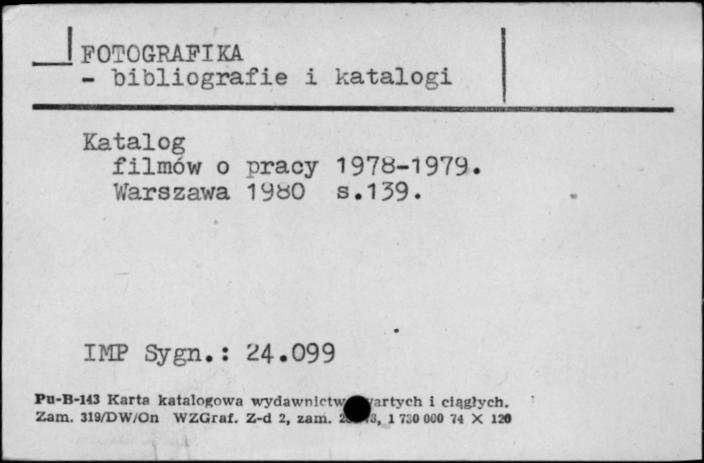 FOTOGRAFIKA
- bibliografie i katalogi
Katalog
filmów o pracy 1978-1979.
Warszawa 1980 s.139.
IMP Sygn.: 24.099
Pu-B-143 Karta katalogowa wydawnictw i ciągłych.
Zam. 319/DW/On WZGraf. Z-d 2, zam. 1 730 000 74 X 120